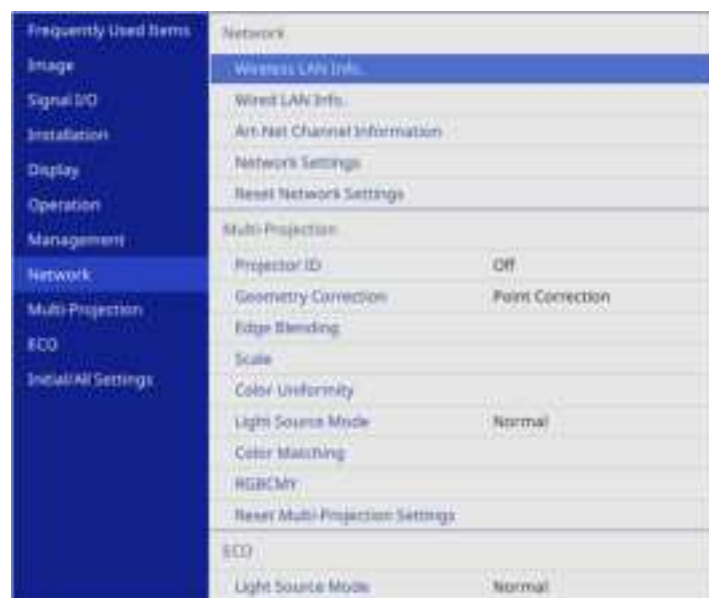 Frequently Used Items
Image
Signal I/O
Installation
Display
Operation
Management
Network
Multi-Projection
ECO
Initial/All Settings
Network
Wireless LAN Info.
Wired LAN Info.
Art-Net Channel Information
Network Settings
Reset Network Settings
Multi-Projection
Projector ID Off
Geometry Correction Point Correction
Edge Blending
Scale
Color Uniformity
Light Source Mode Normal
Color Matching
RGBCMY
Reset Multi-Projection Settings
ECO
Light Source Mode Normal